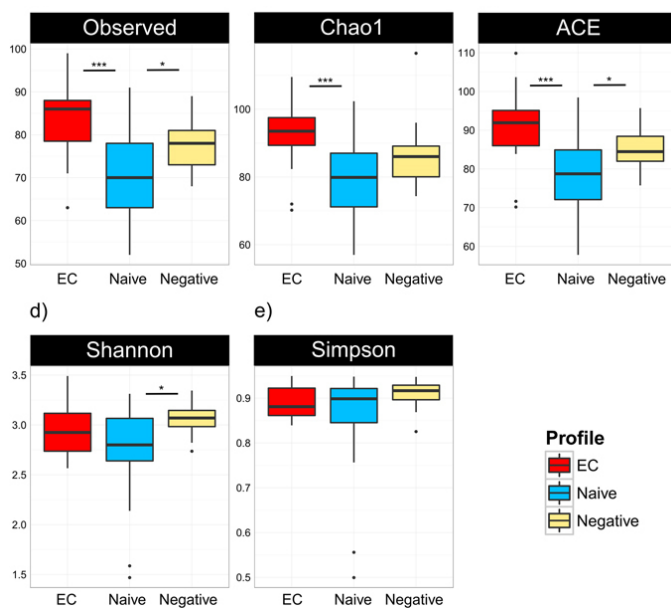 Observed
Chao1
ACE
100
90
80
70
60
50
***
*
EC
Naive
Negative
100
80
60
***
EC
Naive
Negative
110
100
90
80
70
60
***
*
EC
Naive
Negative
d)
e)
Shannon
Simpson
3.5
3.0
2.5
2.0
1.5
*
EC
Naive
Negative
0.9
0.8
0.9
0.7
0.6
0.5
EC
Naive
Negative
Profile
EC
Naive
Negative